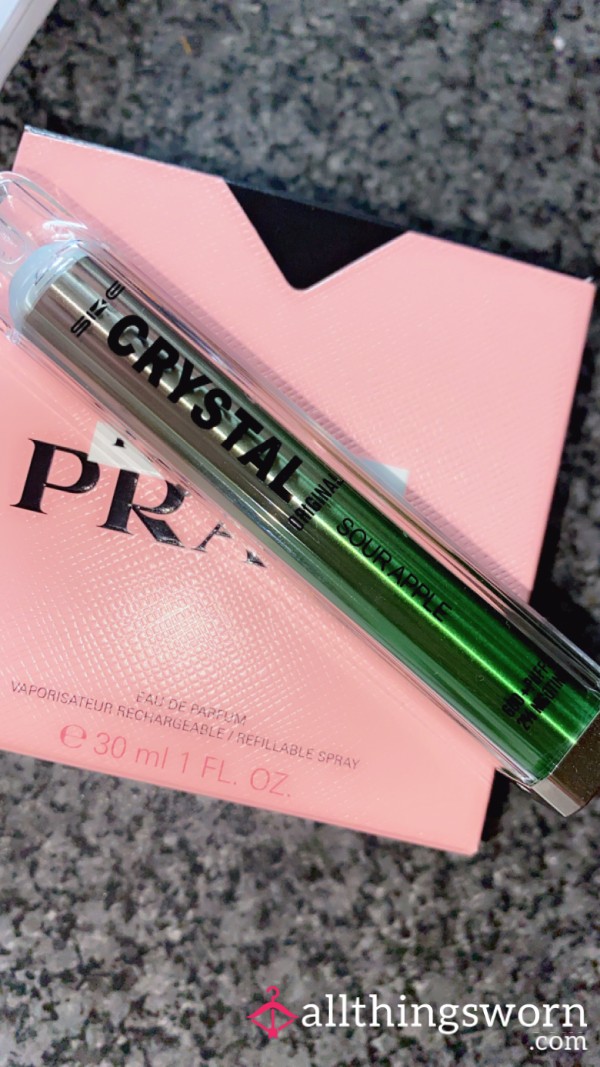 SKE
CRYSTAL
ORIGINAL
SOUR APPLE
PRA
EAU DE PARFUM
VAPORISATEUR RECHARGEABLE / REFILLABLE SPRAY
e 30 ml 1 FL. OZ.
allthingsworn
.com